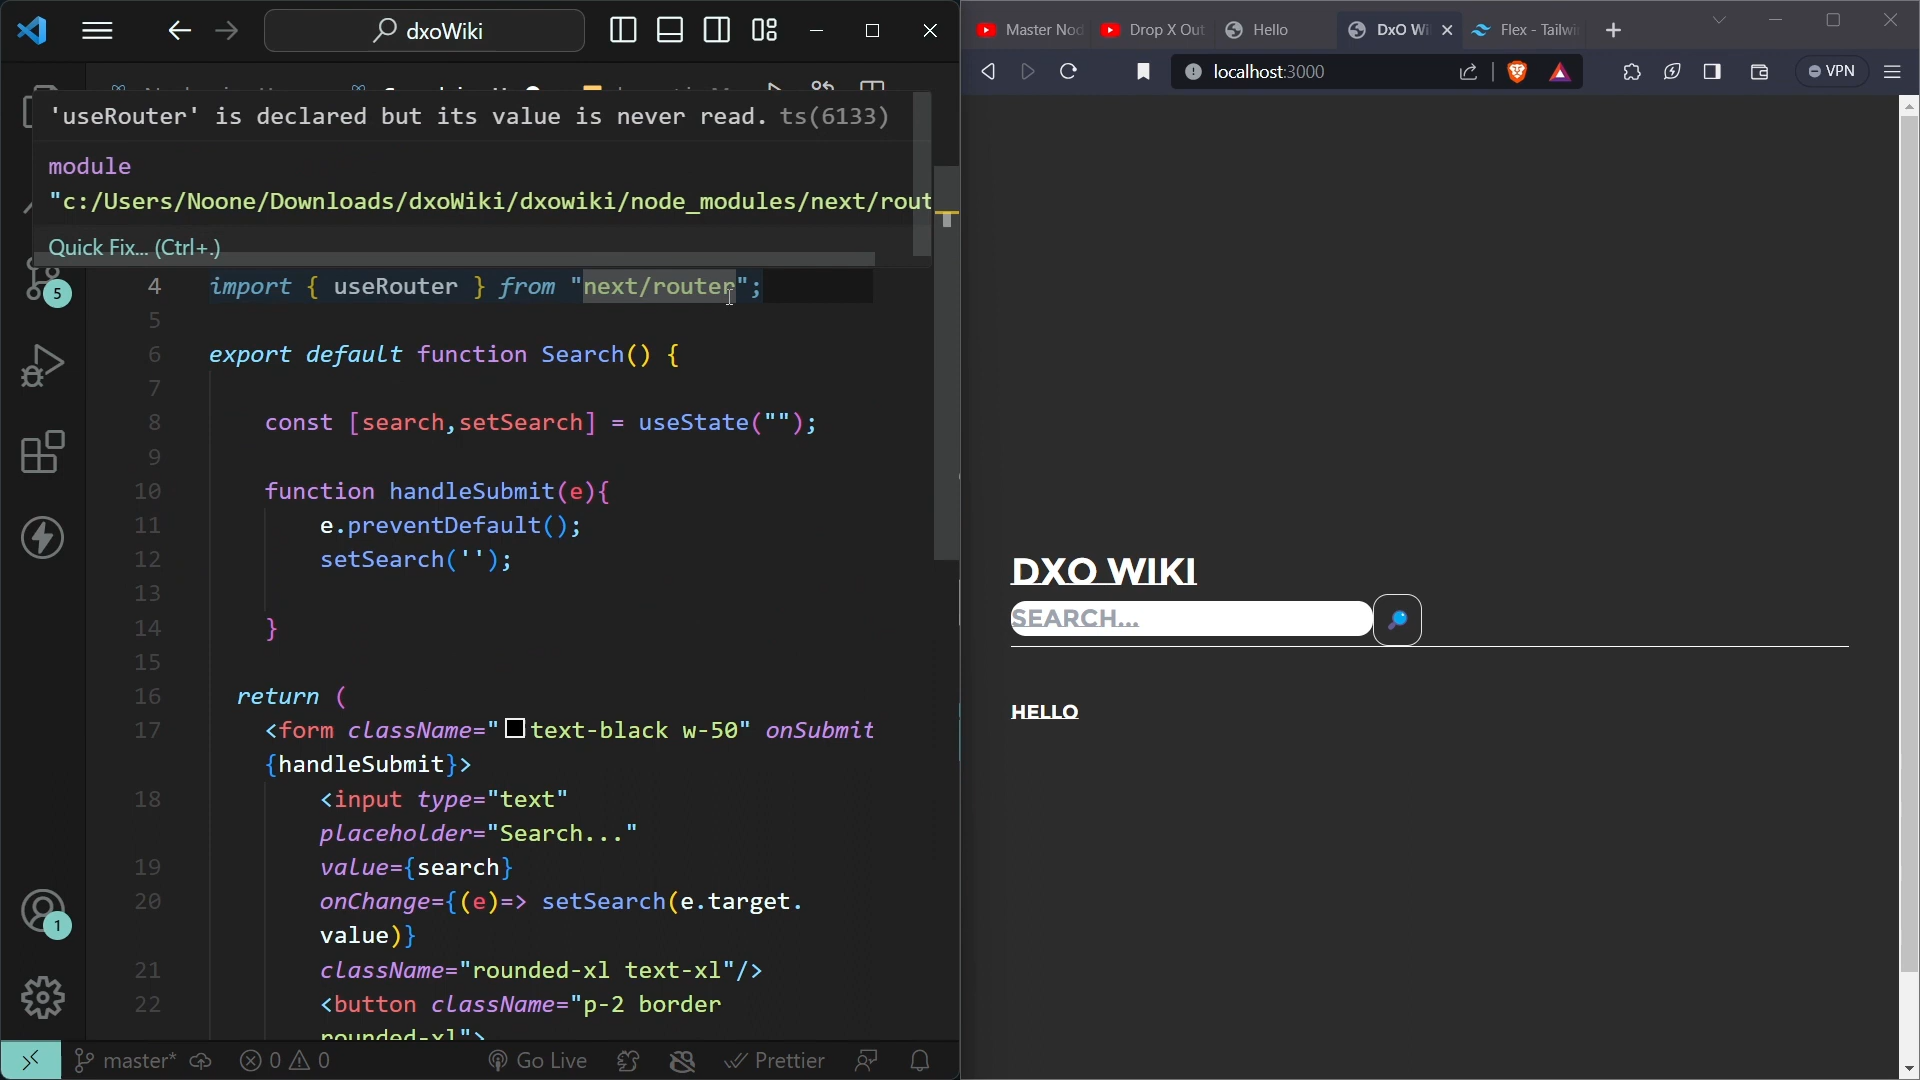 dxoWiki
'useRouter' is declared but its value is never read. ts(6133)
module
"c:/Users/Noone/Downloads/dxoWiki/dxowiki/node_modules/next/rout
Quick Fix... (Ctrl+.)
4 import { useRouter } from "next/router";
5
6 export default function Search() {
7
8 const [search,setSearch] = useState("");
9
10 function handleSubmit(e){
11 e.preventDefault();
12 setSearch('');
13
14 }
15
16 return (
17 <form className="text-black w-50" onSubmit
{handleSubmit}>
18 <input type="text"
placeholder="Search..."
19 value={search}
20 onChange={(e)=> setSearch(e.target.
value)}
21 className="rounded-xl text-xl"/>
22 <button className="p-2 border
rounded-xl">
5
1
master* 0 0 Go Live Prettier
Master Nod Drop X Out Hello DxO Wi Flex - Tailwi
localhost:3000 VPN
DXO WIKI
SEARCH...
HELLO